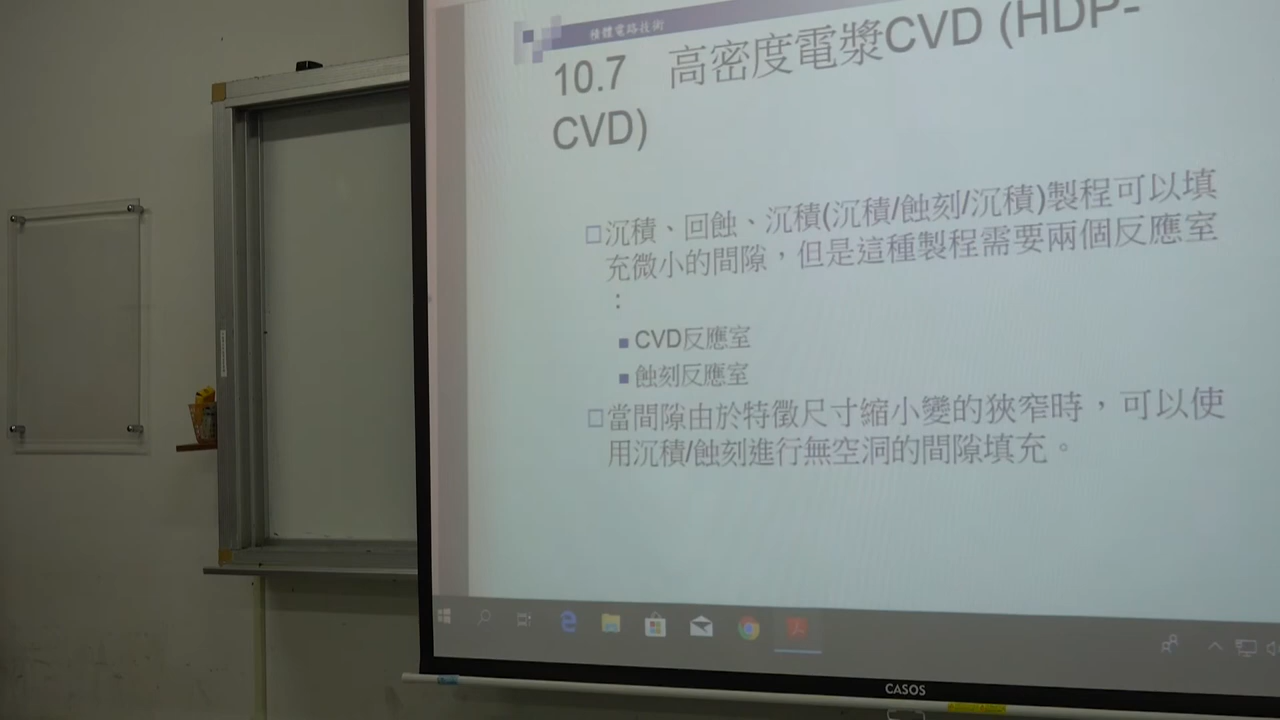 積體電路技術
10.7 高密度電漿CVD (HDP-
CVD)
沉積、回蝕、沉積(沉積/蝕刻/沉積)製程可以填
充微小的間隙，但是這種製程需要兩個反應室
：
CVD反應室
蝕刻反應室
當間隙由於特徵尺寸縮小變的狹窄時，可以使
用沉積/蝕刻進行無空洞的間隙填充。
CASOS